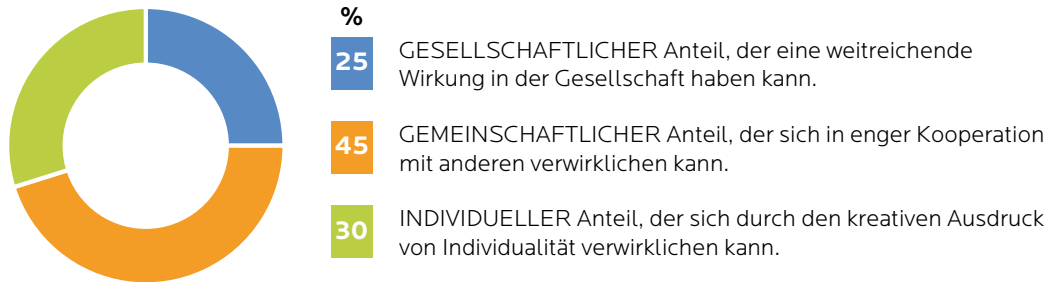 %
25
GESELLSCHAFTLICHER Anteil, der eine weitreichende
Wirkung in der Gesellschaft haben kann.
45
GEMEINSCHAFTLICHER Anteil, der sich in enger Kooperation
mit anderen verwirklichen kann.
30
INDIVIDUELLER Anteil, der sich durch den kreativen Ausdruck
von Individualität verwirklichen kann.